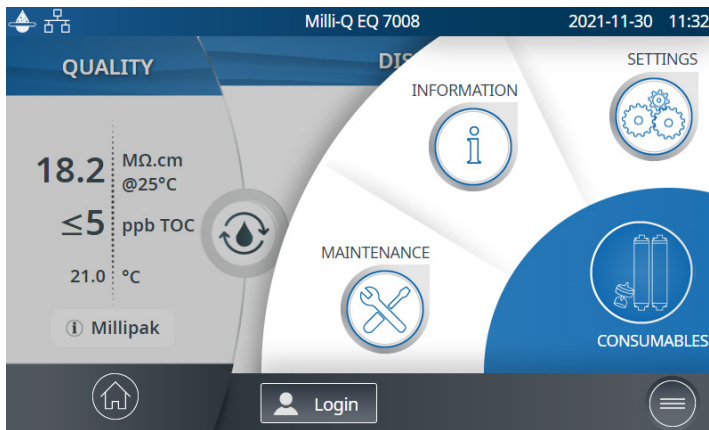 Milli-Q EQ 7008
2021-11-30 11:32
QUALITY
DIS
INFORMATION
SETTINGS
18.2 MΩ.cm
@25°C
≤5 ppb TOC
MAINTENANCE
21.0 °C
i Millipak
CONSUMABLES
Login